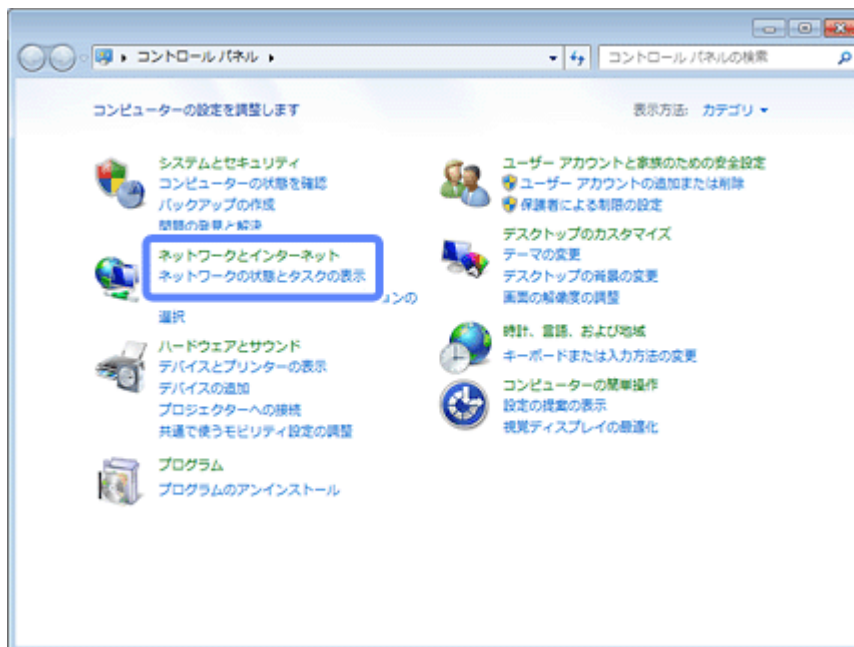 コントロール パネル
コントロール パネルの検索
コンピューターの設定を調整します
表示方法: カテゴリ
システムとセキュリティ
コンピューターの状態を確認
バックアップの作成
問題の発見と解決
ネットワークとインターネット
ネットワークの状態とタスクの表示
ョンの
選択
ハードウェアとサウンド
デバイスとプリンターの表示
デバイスの追加
プロジェクターへの接続
共通で使うモビリティ設定の調整
プログラム
プログラムのアンインストール
ユーザー アカウントと家族のための安全設定
ユーザー アカウントの追加または削除
保護者による制限の設定
デスクトップのカスタマイズ
テーマの変更
デスクトップの背景の変更
画面の解像度の調整
時計、言語、および地域
キーボードまたは入力方法の変更
コンピューターの簡単操作
設定の提案の表示
視覚ディスプレイの最適化